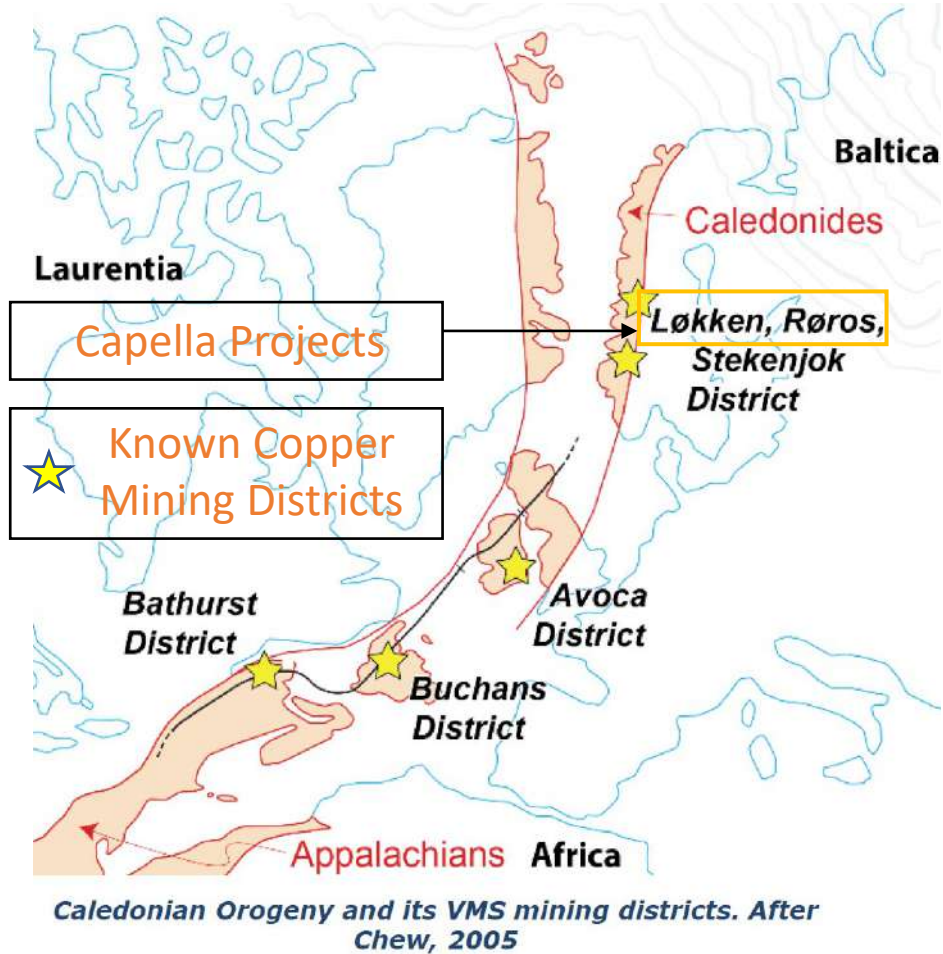 Baltica
Caledonides
Laurentia
Capella Projects
Løkken, Røros,
Stekenjok
District
Known Copper
Mining Districts
Bathurst
District
Avoca
District
Buchans
District
Appalachians
Africa
Caledonian Orogeny and its VMS mining districts. After
Chew, 2005